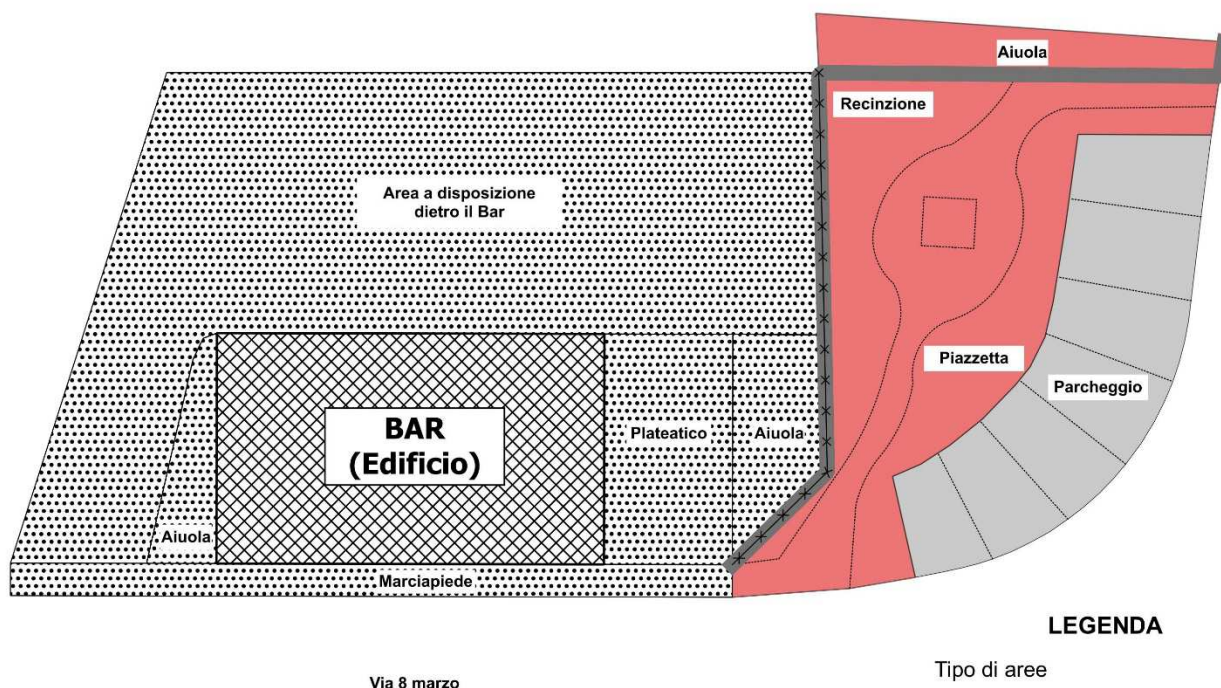 Aiuola
Recinzione
Area a disposizione
dietro il Bar
Piazzetta
Parcheggio
BAR
(Edificio)
Plateatico
Aiuola
Aiuola
Marciapiede
LEGENDA
Tipo di aree
Via 8 marzo